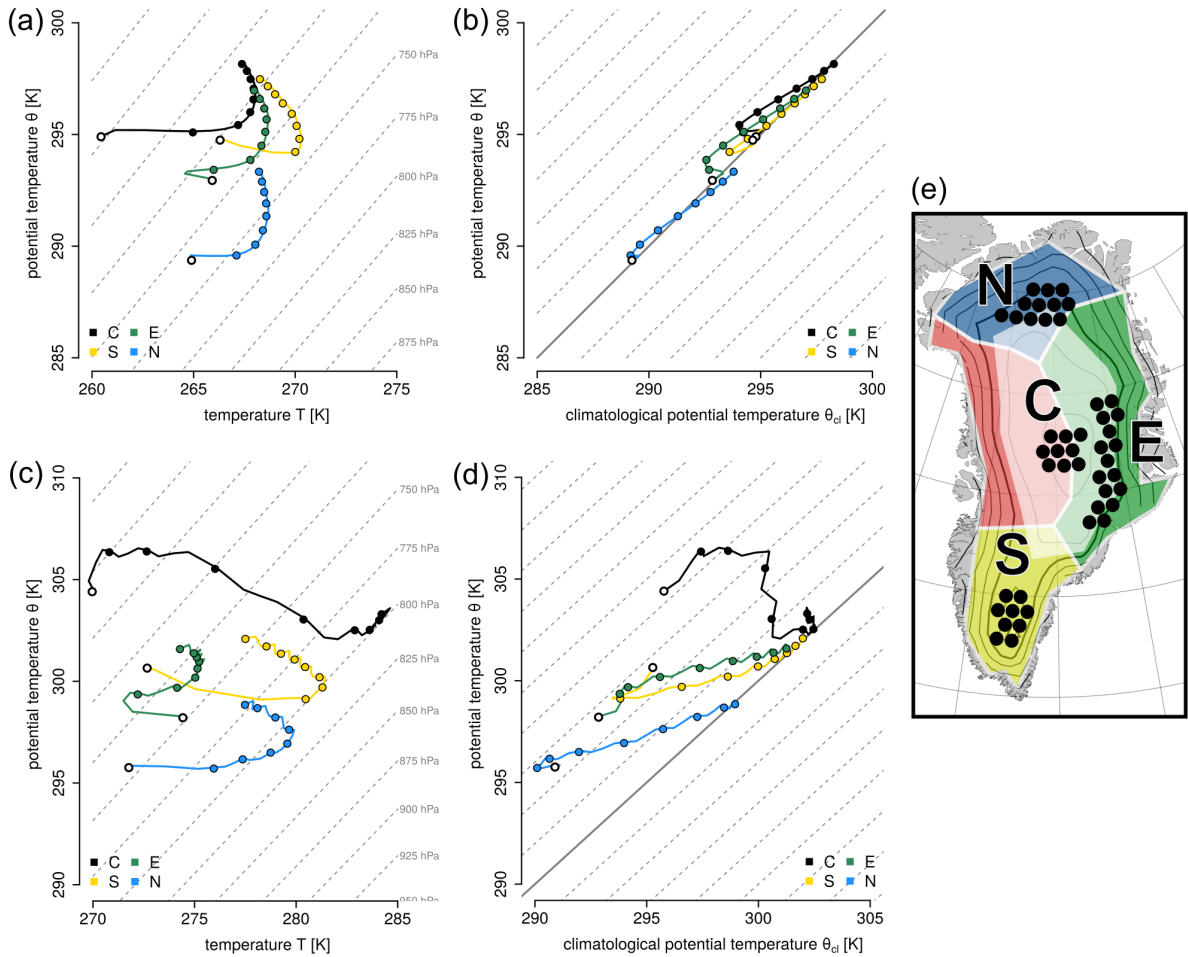 (a)
300
295
290
285
potential temperature θ [K]
750 hPa
775 hPa
800 hPa
825 hPa
850 hPa
875 hPa
C E
S N
260 265 270 275
temperature T [K]
(b)
300
295
290
285
potential temperature θ [K]
C E
S N
285 290 295 300
climatological potential temperature θcl [K]
(c)
310
305
300
295
290
potential temperature θ [K]
750 hPa
775 hPa
800 hPa
825 hPa
850 hPa
875 hPa
900 hPa
925 hPa
950 hPa
C E
S N
270 275 280 285
temperature T [K]
(d)
310
305
300
295
290
potential temperature θ [K]
C E
S N
290 295 300 305
climatological potential temperature θcl [K]
(e)
N
C
E
S